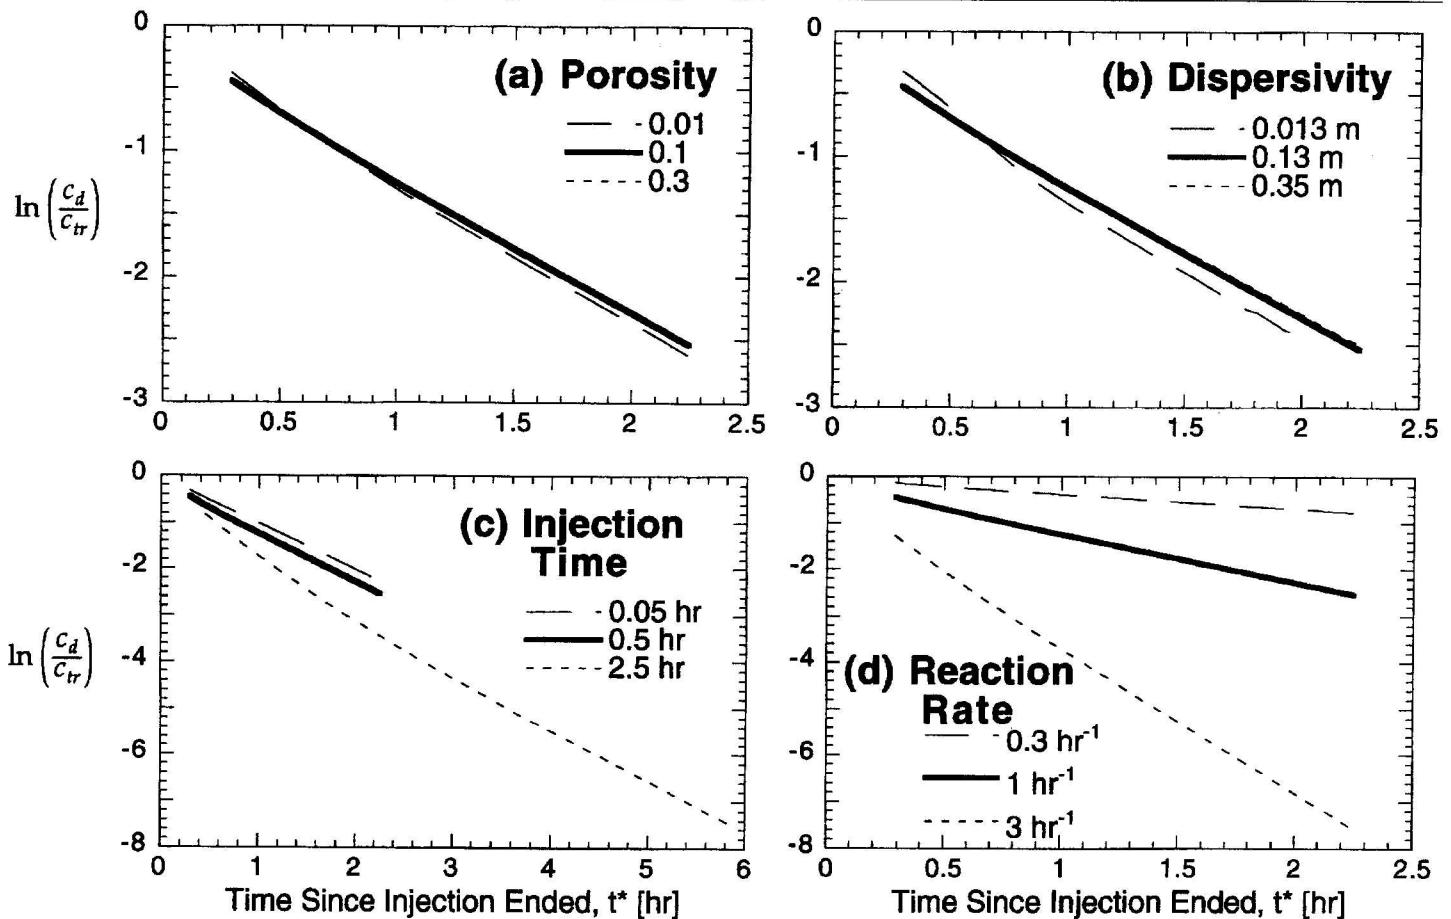 (a) Porosity
0.01
0.1
0.3
ln (c_d / c_tr)
0
-1
-2
-3
0 0.5 1 1.5 2 2.5
(b) Dispersivity
0.013 m
0.13 m
0.35 m
0
-1
-2
-3
0 0.5 1 1.5 2 2.5
(c) Injection
Time
0.05 hr
0.5 hr
2.5 hr
ln (c_d / c_tr)
0
-2
-4
-6
-8
0 1 2 3 4 5 6
Time Since Injection Ended, t* [hr]
(d) Reaction
Rate
0.3 hr⁻¹
1 hr⁻¹
3 hr⁻¹
0
-2
-4
-6
-8
0 0.5 1 1.5 2 2.5
Time Since Injection Ended, t* [hr]